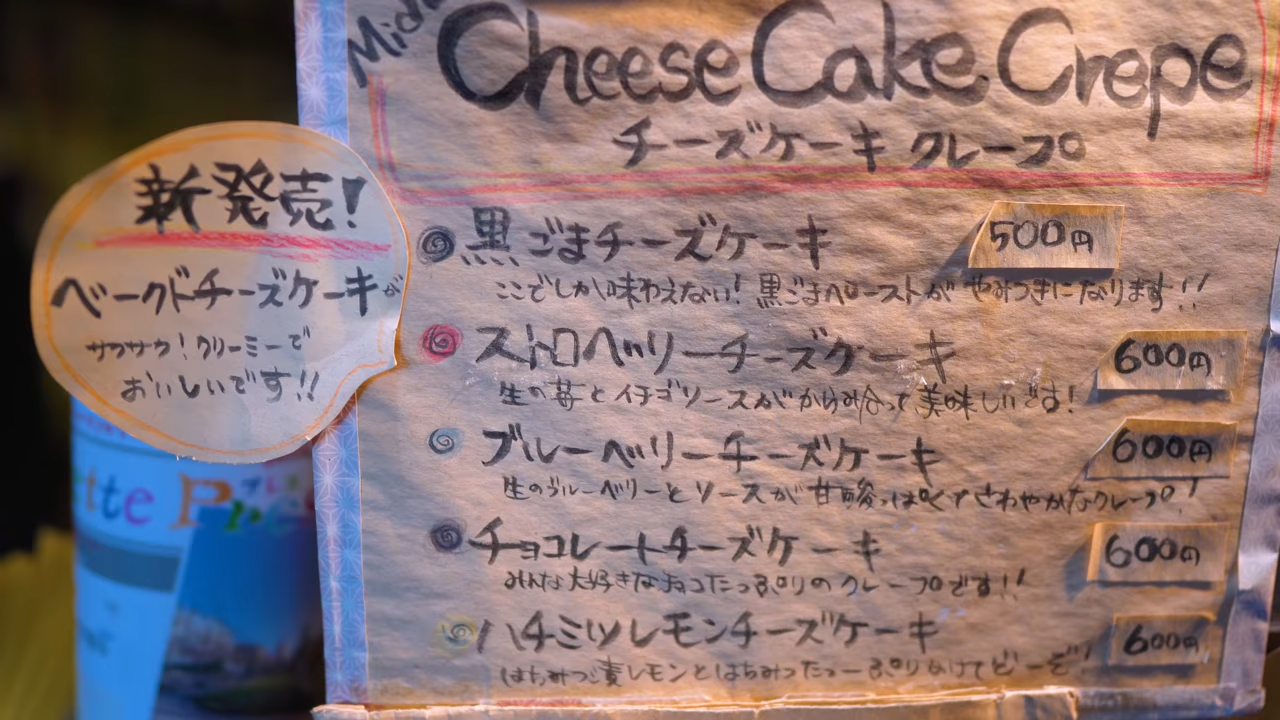 Cheese Cake Crepe
チーズケーキ クレープ
新発売!
ベークドチーズケーキが
サクサク!クリーミーで
おいしいです!!
黒ごまチーズケーキ 500円
ここでしか味わえない!黒ごまペーストがやみつきになります!!
ストロベリーチーズケーキ 600円
生の苺とイチゴソースがからみ合って美味しいです!
ブルーベリーチーズケーキ 600円
生のブルーベリーとソースが甘酸っぱくてさわやかなクレープ!
チョコレートチーズケーキ 600円
みんな大好きなチョコたっぷりのクレープです!!
ハチミツレモンチーズケーキ 600円
はちみつ漬レモンとはちみつたっーぷりかけてどーぞ!
ette